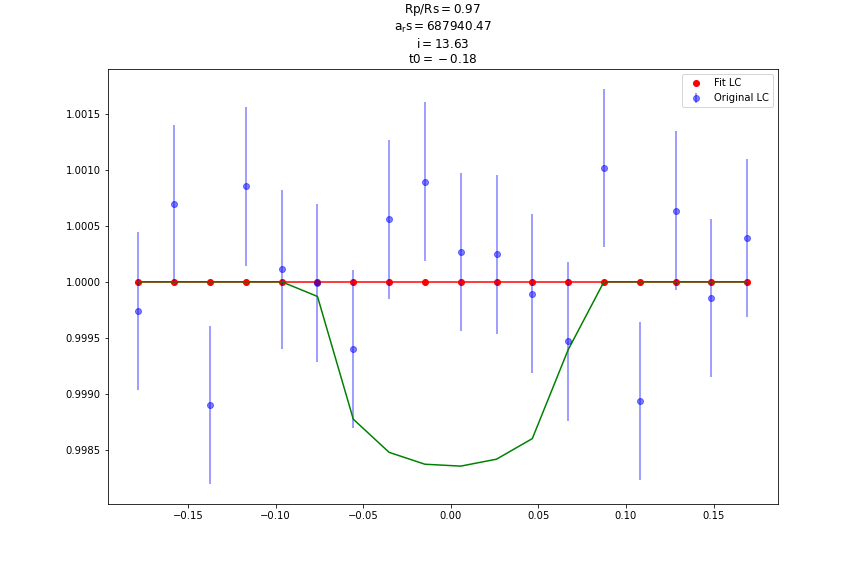 Rp/Rs = 0.97
aᵣs = 687940.47
i = 13.63
t0 = −0.18
Fit LC
Original LC
1.0015
1.0010
1.0005
1.0000
0.9995
0.9990
0.9985
−0.15 −0.10 −0.05 0.00 0.05 0.10 0.15